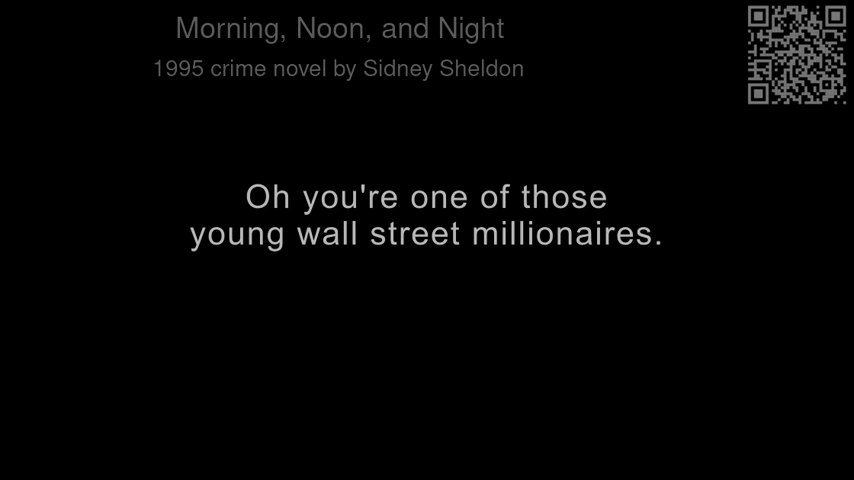 Morning, Noon, and Night
1995 crime novel by Sidney Sheldon
Oh you're one of those
young wall street millionaires.